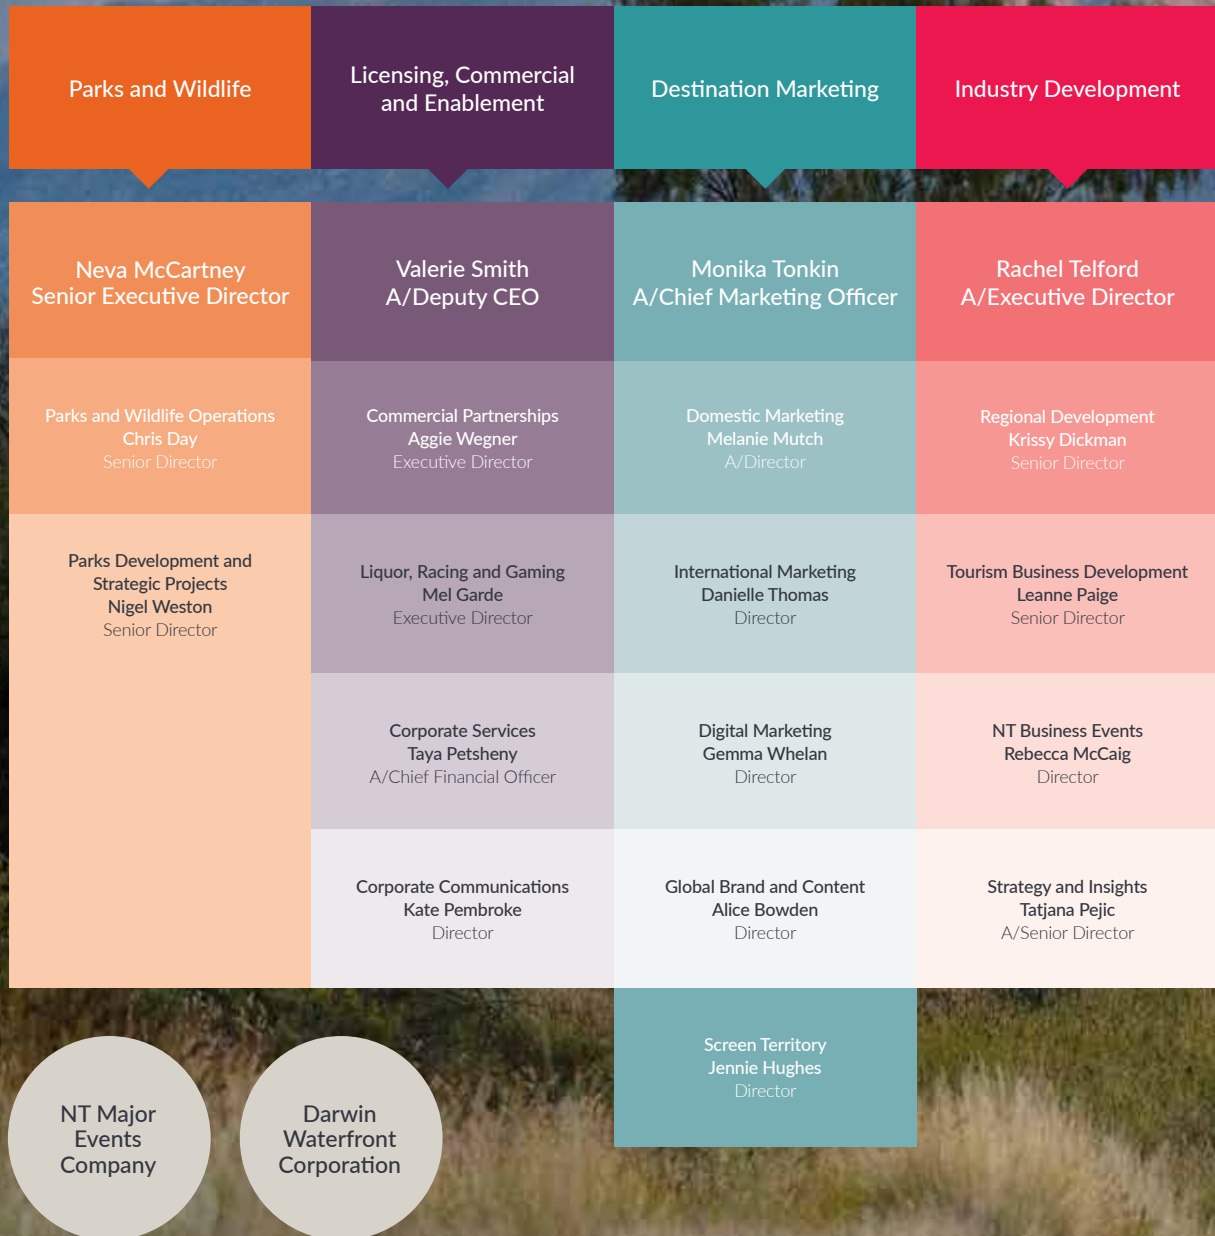 Parks and Wildlife
Neva McCartney
Senior Executive Director
Parks and Wildlife Operations
Chris Day
Senior Director
Parks Development and
Strategic Projects
Nigel Weston
Senior Director
Licensing, Commercial
and Enablement
Valerie Smith
A/Deputy CEO
Commercial Partnerships
Aggie Wegner
Executive Director
Liquor, Racing and Gaming
Mel Garde
Executive Director
Corporate Services
Taya Petsheny
A/Chief Financial Officer
Corporate Communications
Kate Pembroke
Director
Destination Marketing
Monika Tonkin
A/Chief Marketing Officer
Domestic Marketing
Melanie Mutch
A/Director
International Marketing
Danielle Thomas
Director
Digital Marketing
Gemma Whelan
Director
Global Brand and Content
Alice Bowden
Director
Screen Territory
Jennie Hughes
Director
Industry Development
Rachel Telford
A/Executive Director
Regional Development
Krissy Dickman
Senior Director
Tourism Business Development
Leanne Paige
Senior Director
NT Business Events
Rebecca McCaig
Director
Strategy and Insights
Tatjana Pejic
A/Senior Director
NT Major
Events
Company
Darwin
Waterfront
Corporation